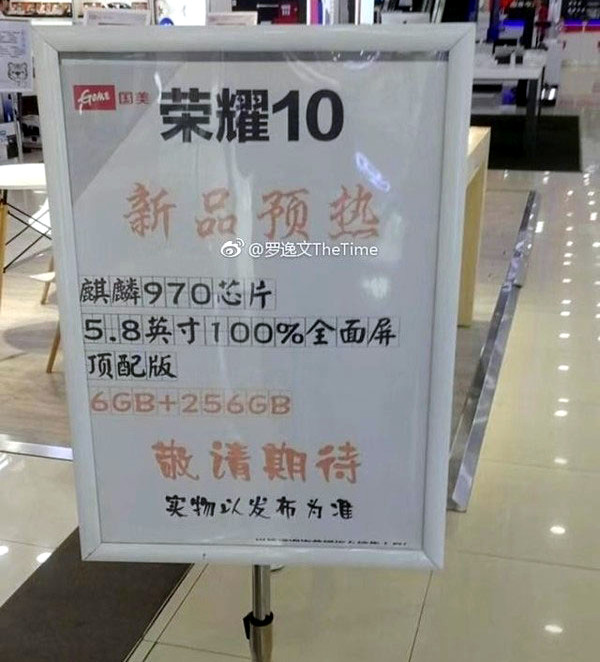 GOME 国美 荣耀10
新品预热
@罗逸文TheTime
麒麟970芯片
5.8英寸100%全面屏
顶配版
6GB+256GB
敬请期待
实物以发布为准